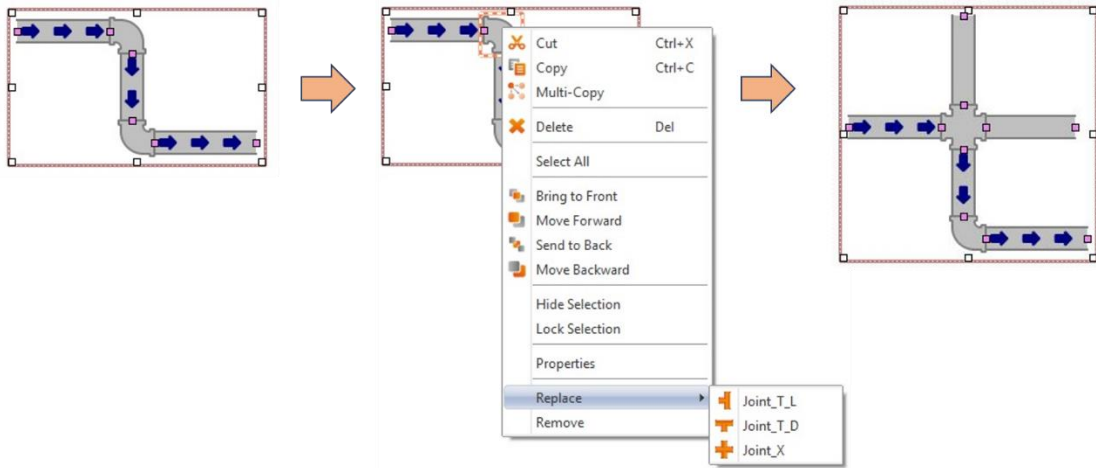 Cut Ctrl+X
Copy Ctrl+C
Multi-Copy
Delete Del
Select All
Bring to Front
Move Forward
Send to Back
Move Backward
Hide Selection
Lock Selection
Properties
Replace
Remove
Joint_T_L
Joint_T_D
Joint_X